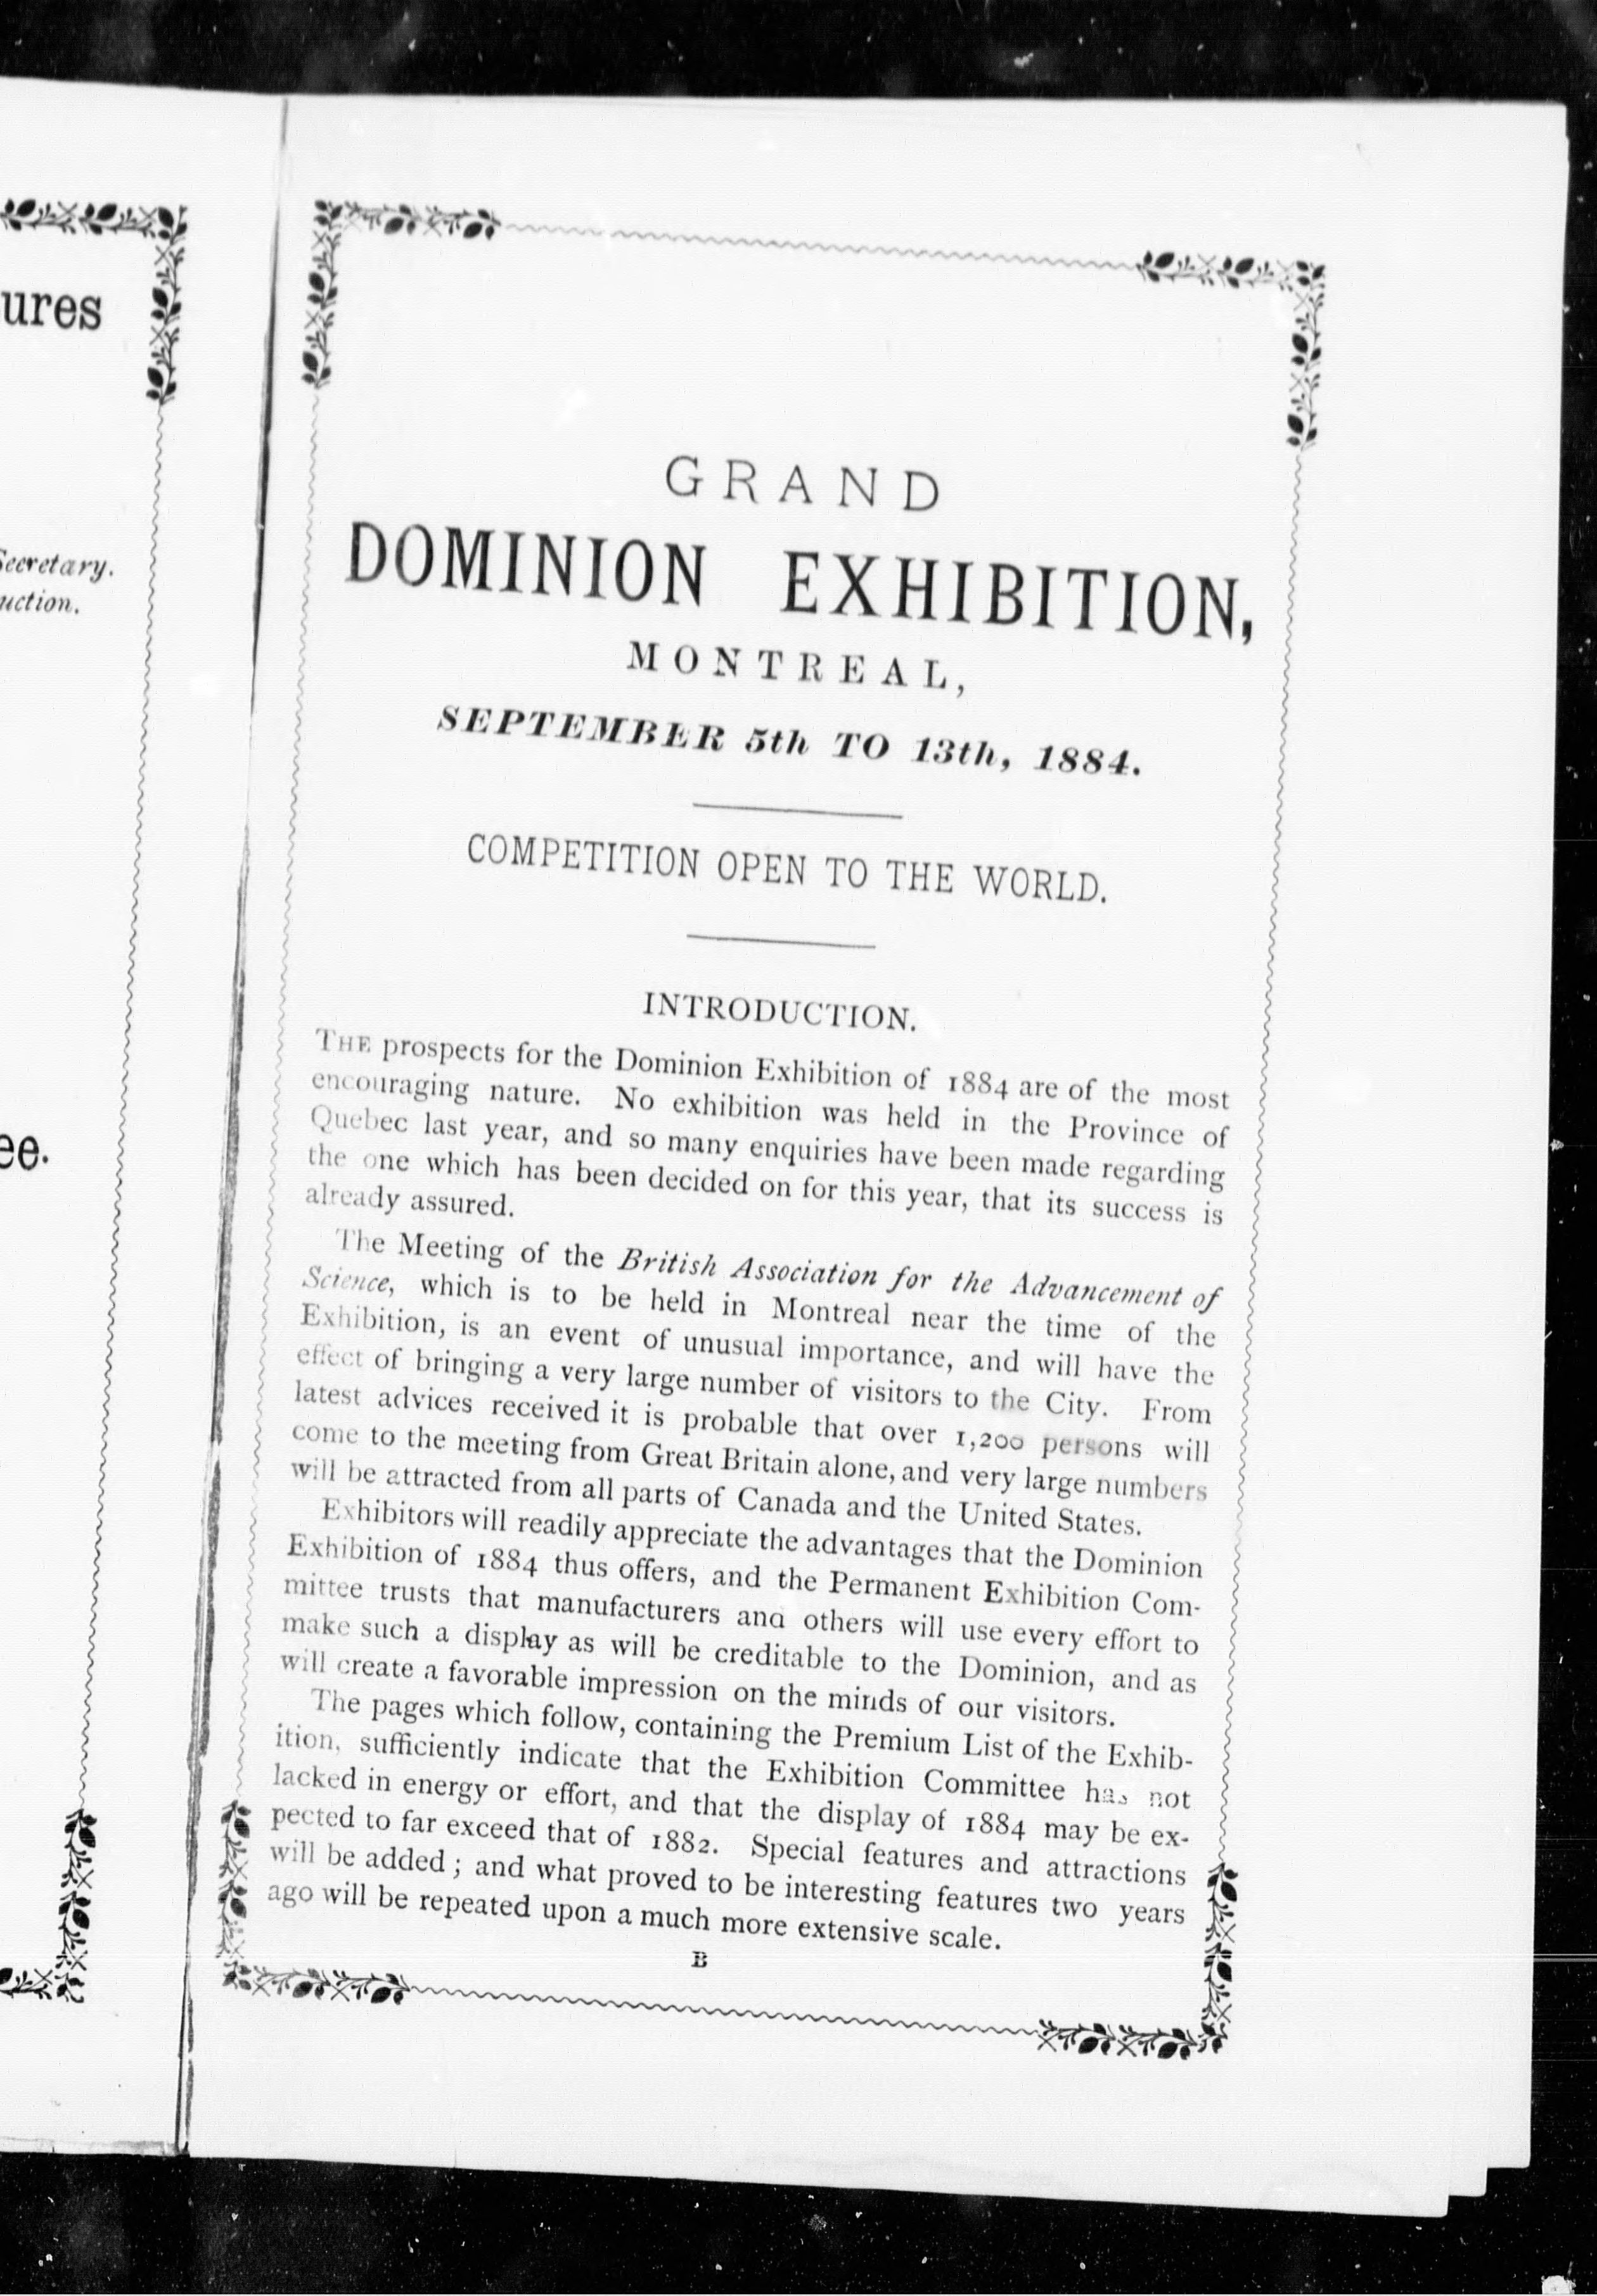 ures
Secretary.
uction.
ee.
GRAND
DOMINION EXHIBITION,
MONTREAL,
SEPTEMBER 5th TO 13th, 1884.
COMPETITION OPEN TO THE WORLD.
INTRODUCTION.
THE prospects for the Dominion Exhibition of 1884 are of the most
encouraging nature. No exhibition was held in the Province of
Quebec last year, and so many enquiries have been made regarding
the one which has been decided on for this year, that its success is
already assured.
The Meeting of the British Association for the Advancement of
Science, which is to be held in Montreal near the time of the
Exhibition, is an event of unusual importance, and will have the
effect of bringing a very large number of visitors to the City. From
latest advices received it is probable that over 1,200 persons will
come to the meeting from Great Britain alone, and very large numbers
will be attracted from all parts of Canada and the United States.
Exhibitors will readily appreciate the advantages that the Dominion
Exhibition of 1884 thus offers, and the Permanent Exhibition Com-
mittee trusts that manufacturers and others will use every effort to
make such a display as will be creditable to the Dominion, and as
will create a favorable impression on the minds of our visitors.
The pages which follow, containing the Premium List of the Exhib-
ition, sufficiently indicate that the Exhibition Committee has not
lacked in energy or effort, and that the display of 1884 may be ex-
pected to far exceed that of 1882. Special features and attractions
will be added; and what proved to be interesting features two years
ago will be repeated upon a much more extensive scale.
B